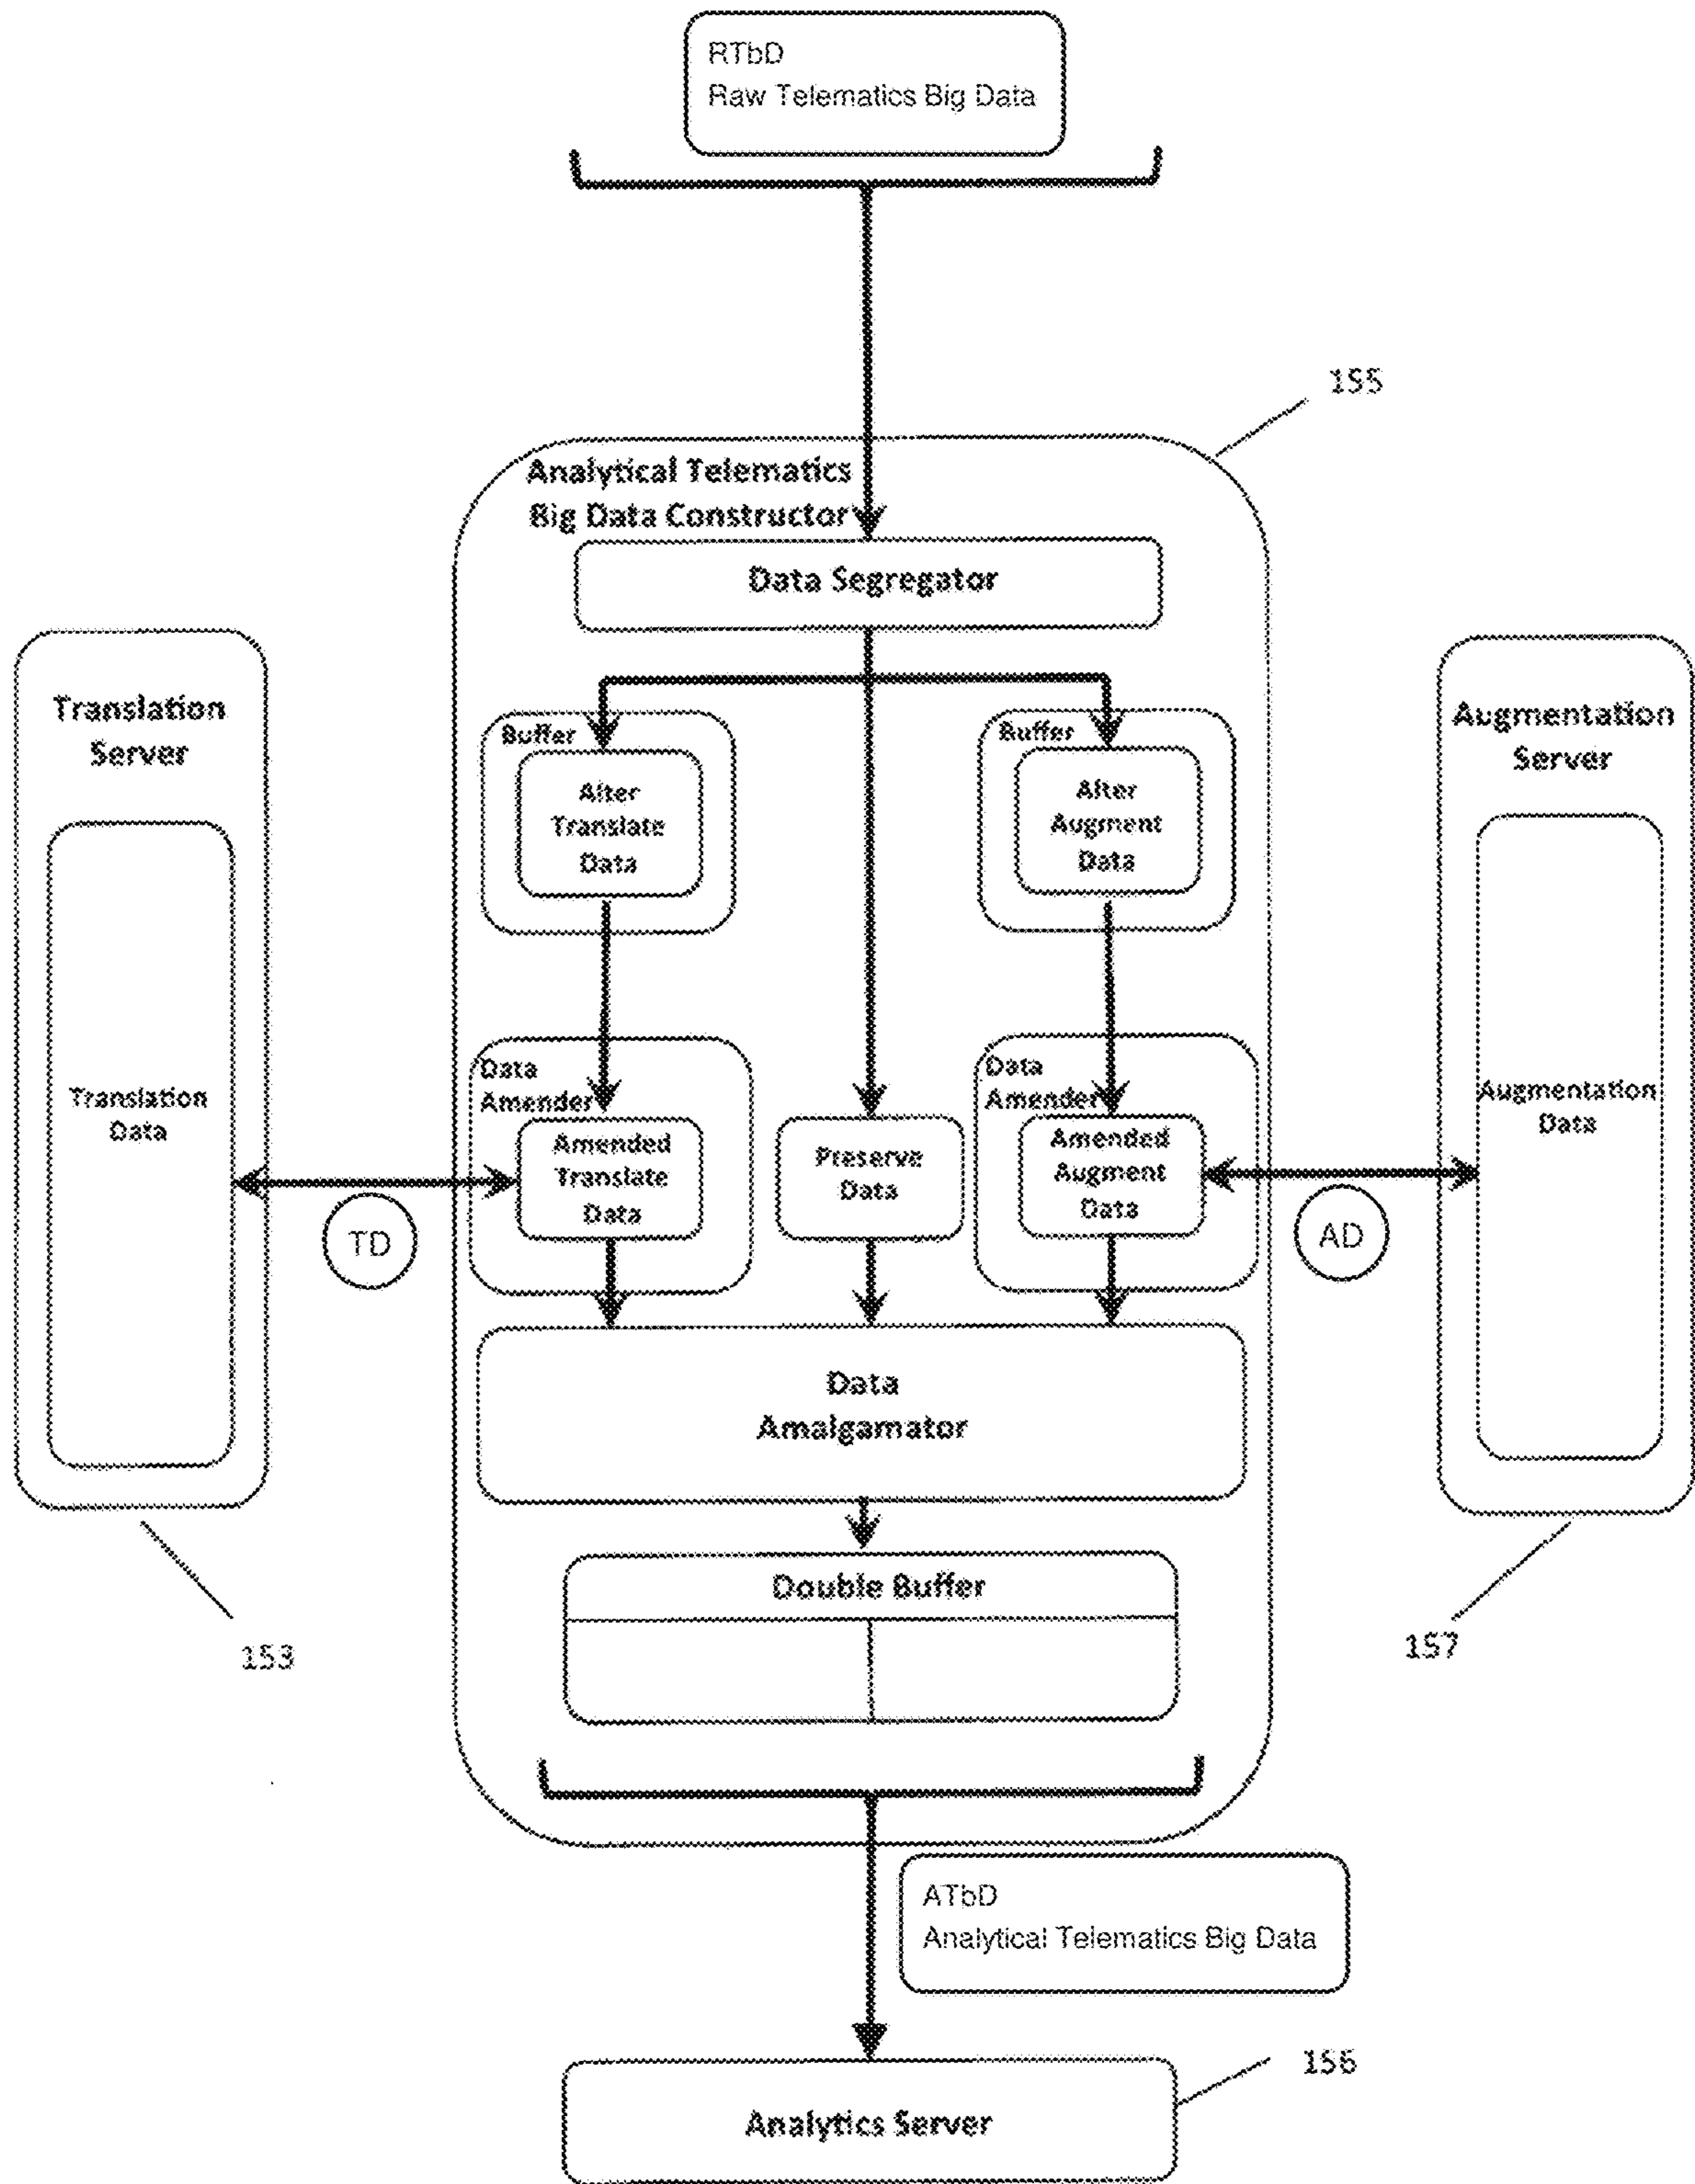 RTbD
Raw Telematics Big Data
155
Analytical Telematics
Big Data Constructor
Data Segregator
Translation
Server
Translation
Data
Buffer
Alter
Translate
Data
Buffer
Alter
Augment
Data
Augmentation
Server
Augmentation
Data
Data
Amender
Amended
Translate
Data
Preserve
Data
Data
Amender
Amended
Augment
Data
TD
AD
Data
Amalgamator
Double Buffer
153
157
ATbD
Analytical Telematics Big Data
156
Analytics Server